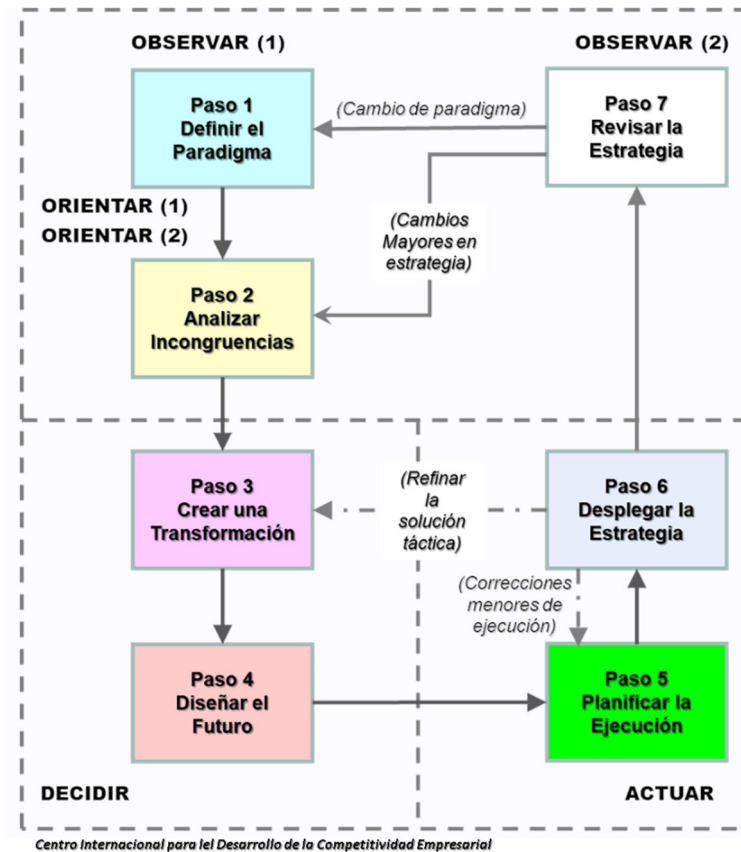 OBSERVAR (1)
OBSERVAR (2)
Paso 1
Definir el
Paradigma
(Cambio de paradigma)
Paso 7
Revisar la
Estrategia
ORIENTAR (1)
ORIENTAR (2)
(Cambios
Mayores en
estrategia)
Paso 2
Analizar
Incongruencias
Paso 3
Crear una
Transformación
(Refinar
la
solución
táctica)
Paso 6
Desplegar la
Estrategia
(Correcciones
menores de
ejecución)
Paso 4
Diseñar el
Futuro
Paso 5
Planificar la
Ejecución
DECIDIR
ACTUAR
Centro Internacional para lel Desarrollo de la Competitividad Empresarial